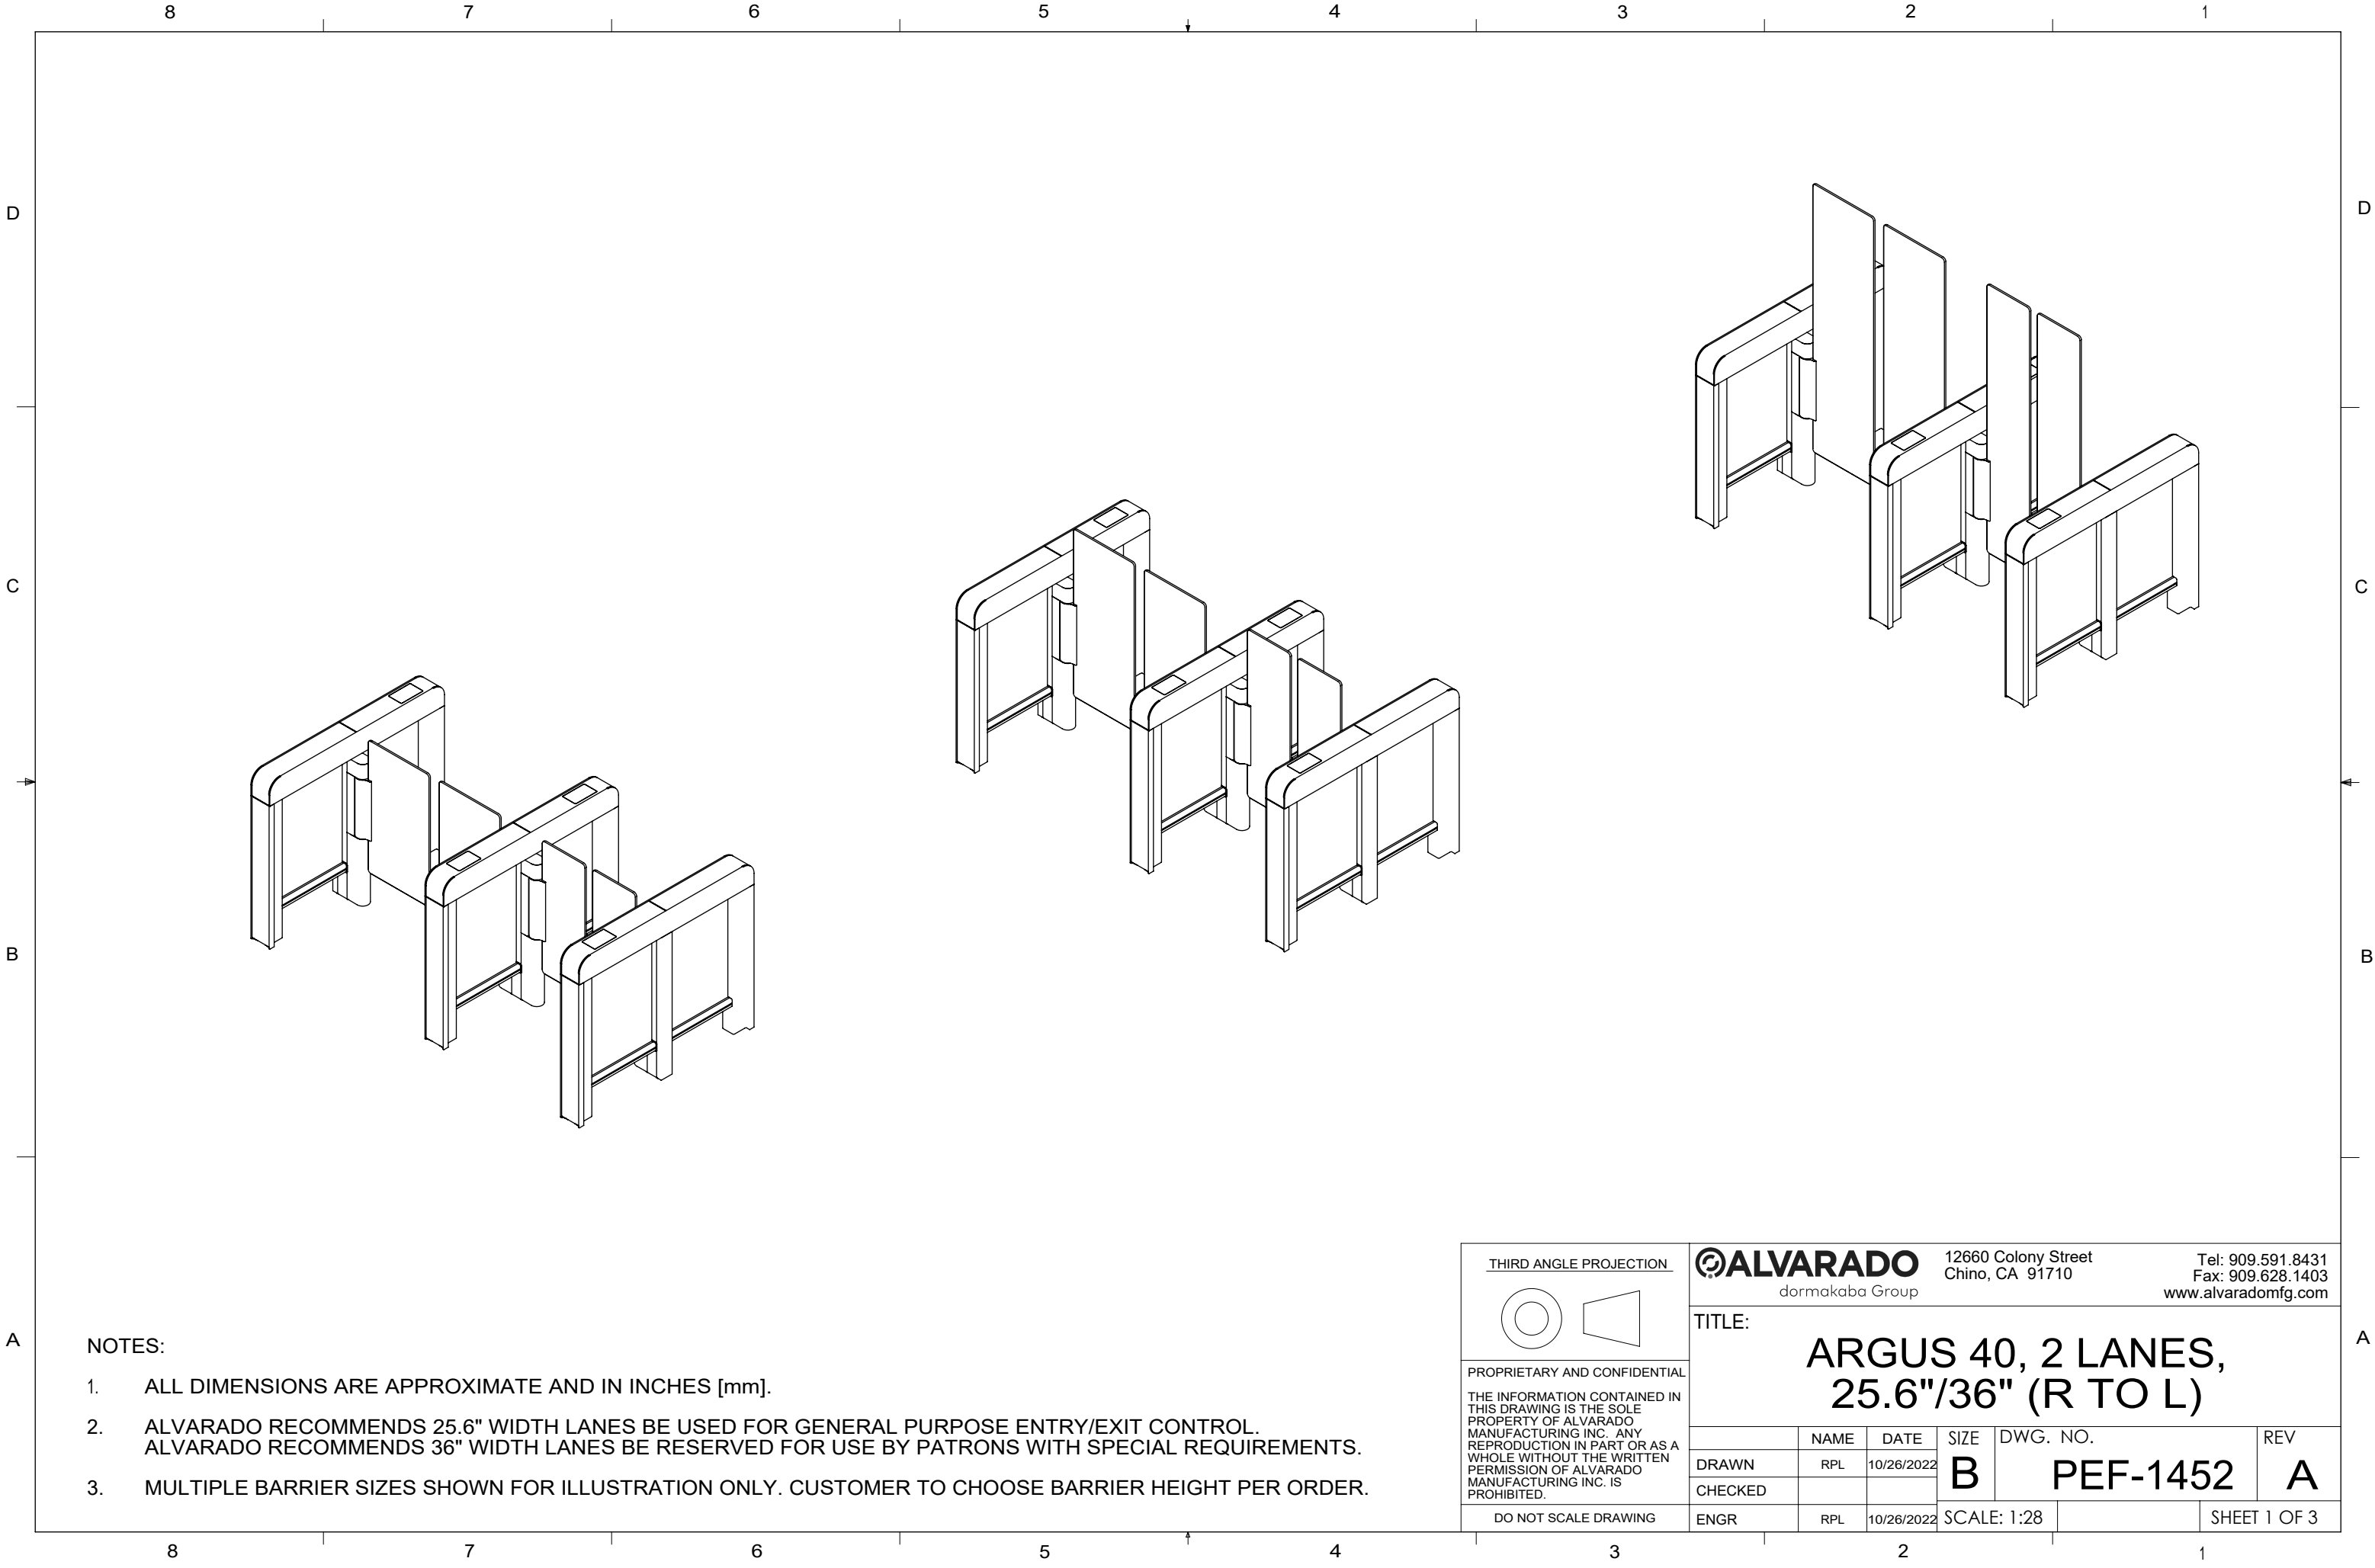 8 7 6 5 4 3 2 1
D D
C C
B B
A A
NOTES:
1. ALL DIMENSIONS ARE APPROXIMATE AND IN INCHES [mm].
2. ALVARADO RECOMMENDS 25.6" WIDTH LANES BE USED FOR GENERAL PURPOSE ENTRY/EXIT CONTROL.
ALVARADO RECOMMENDS 36" WIDTH LANES BE RESERVED FOR USE BY PATRONS WITH SPECIAL REQUIREMENTS.
3. MULTIPLE BARRIER SIZES SHOWN FOR ILLUSTRATION ONLY. CUSTOMER TO CHOOSE BARRIER HEIGHT PER ORDER.
THIRD ANGLE PROJECTION
PROPRIETARY AND CONFIDENTIAL
THE INFORMATION CONTAINED IN
THIS DRAWING IS THE SOLE
PROPERTY OF ALVARADO
MANUFACTURING INC. ANY
REPRODUCTION IN PART OR AS A
WHOLE WITHOUT THE WRITTEN
PERMISSION OF ALVARADO
MANUFACTURING INC. IS
PROHIBITED.
DO NOT SCALE DRAWING
ALVARADO
dormakaba Group
12660 Colony Street
Chino, CA 91710
Tel: 909.591.8431
Fax: 909.628.1403
www.alvaradomfg.com
TITLE:
ARGUS 40, 2 LANES,
25.6"/36" (R TO L)
NAME DATE
DRAWN RPL 10/26/2022
CHECKED
ENGR RPL 10/26/2022
SIZE
B
DWG. NO.
PEF-1452
REV
A
SCALE: 1:28
SHEET 1 OF 3
8 7 6 5 4 3 2 1